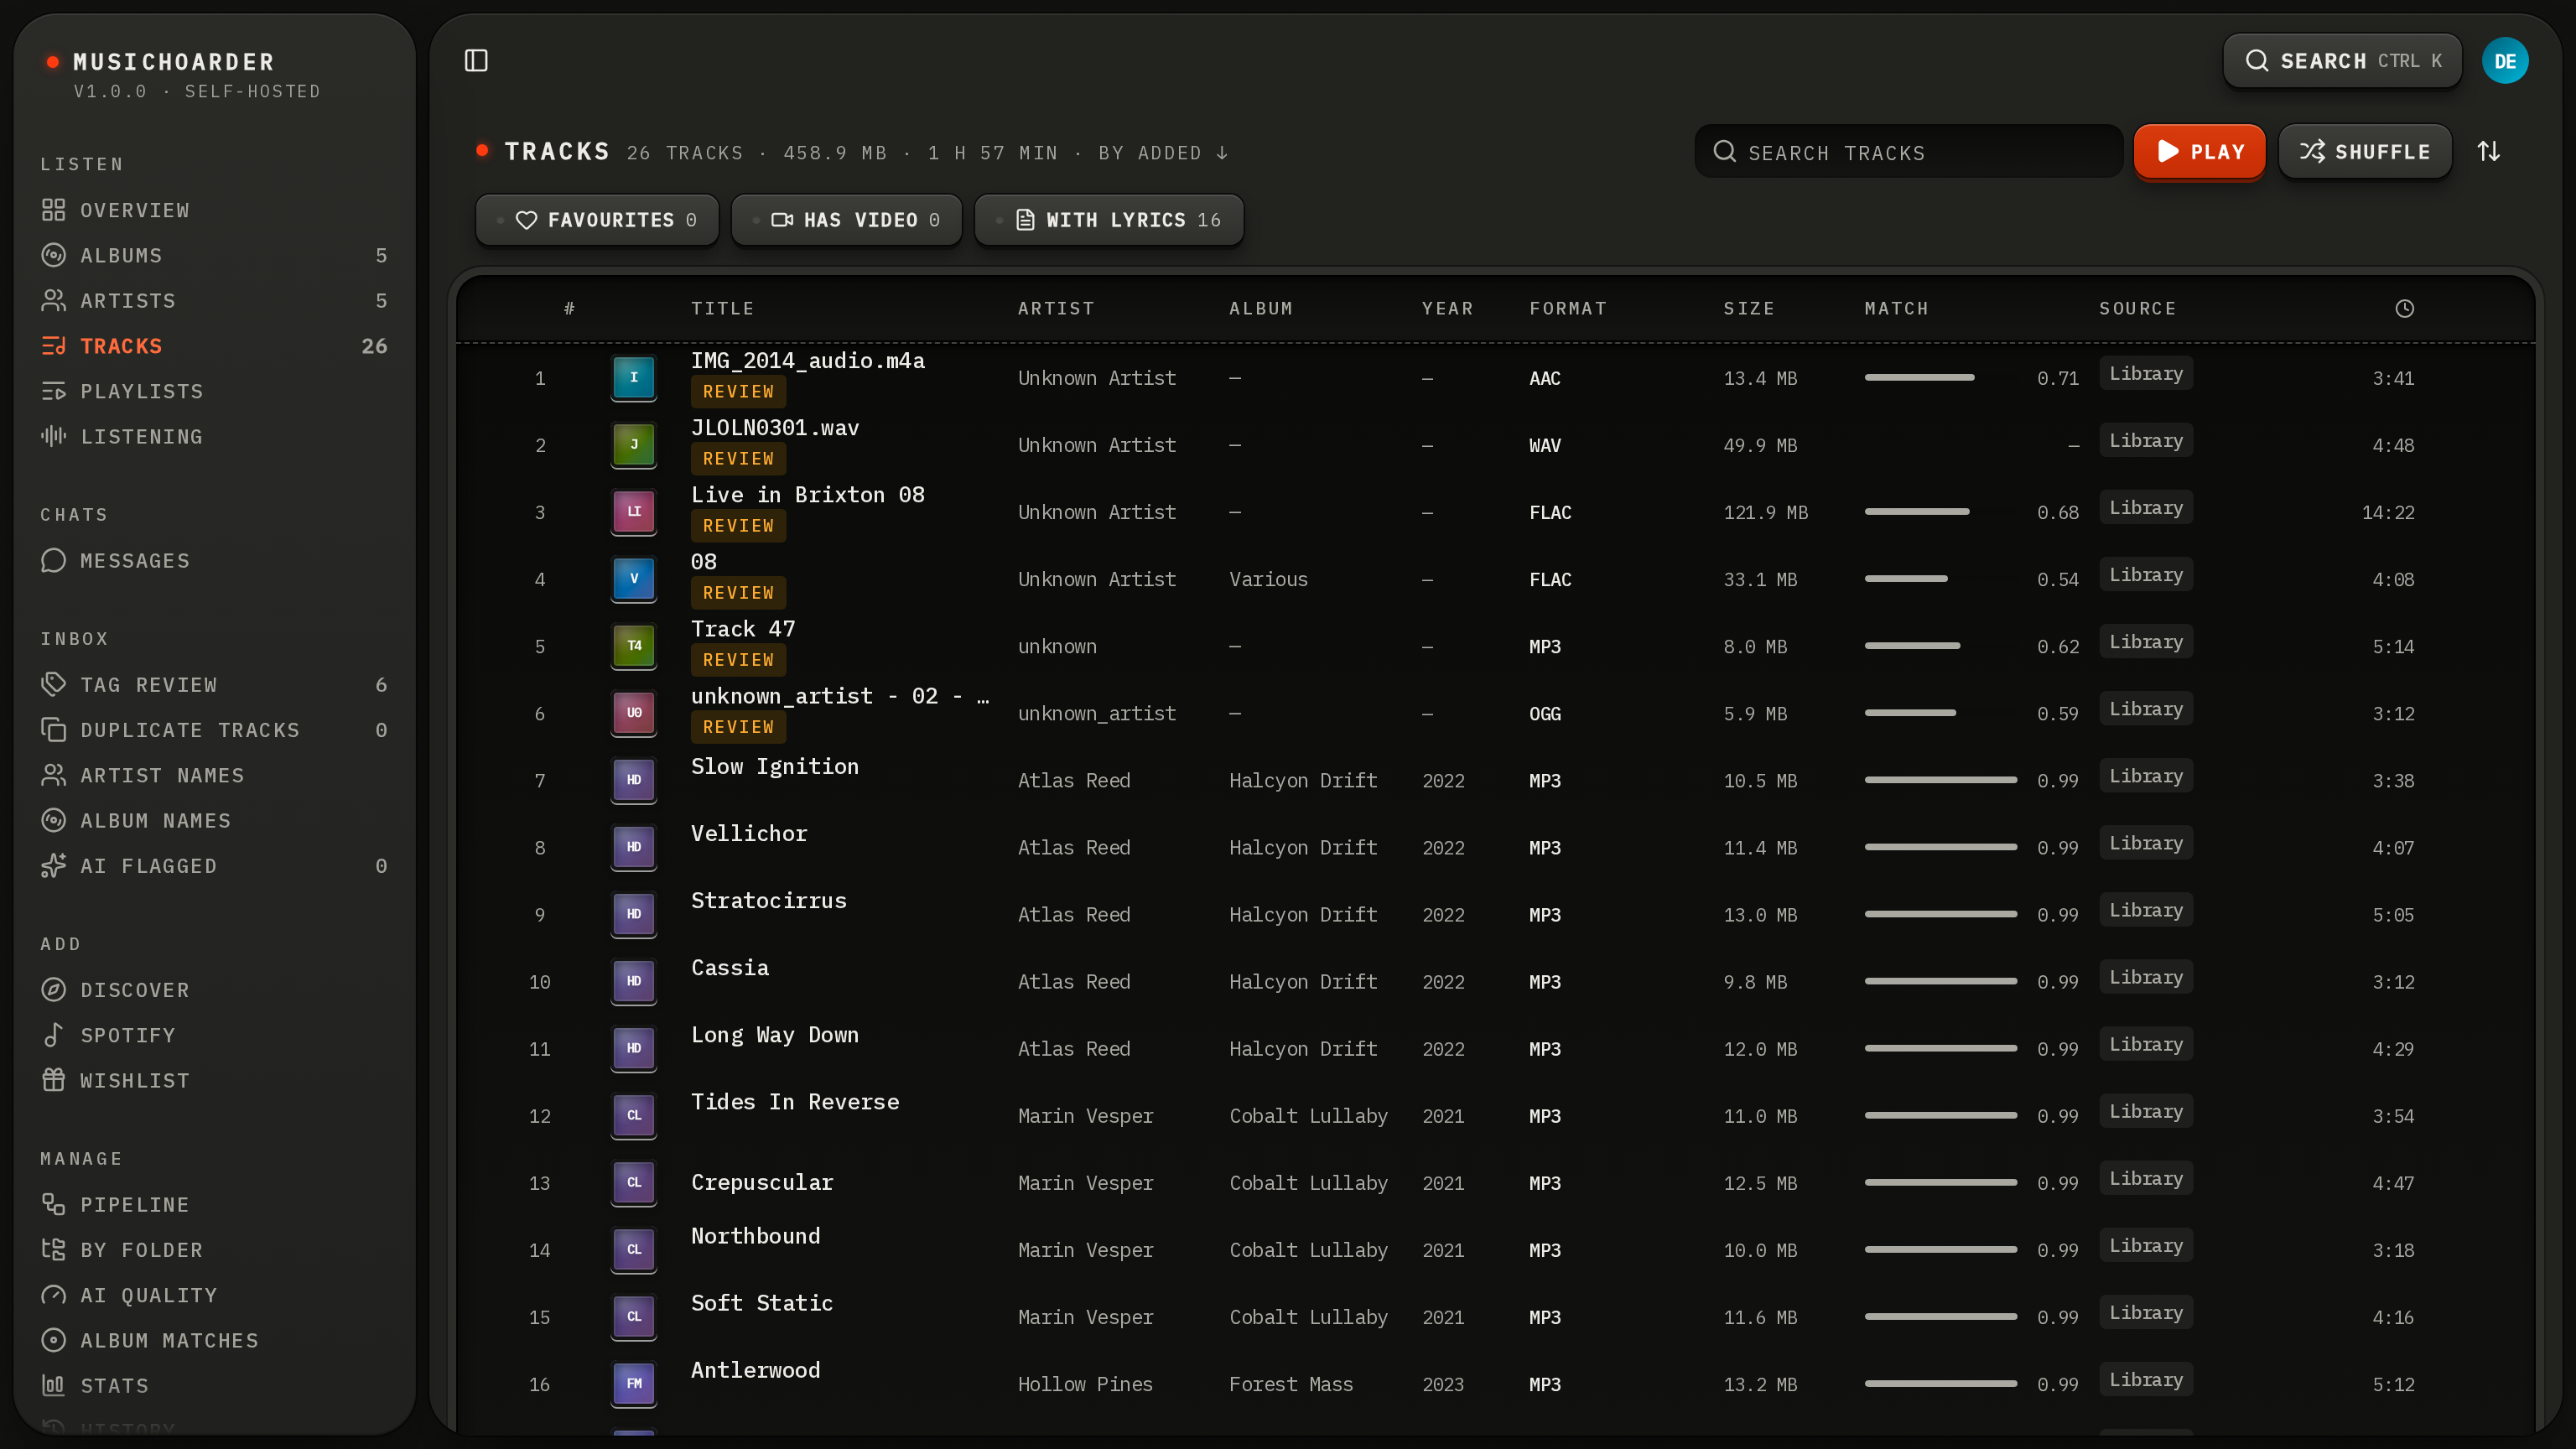 MUSICHOARDER
V1.0.0 · SELF-HOSTED
LISTEN
OVERVIEW
ALBUMS 5
ARTISTS 5
TRACKS 26
PLAYLISTS
LISTENING
CHATS
MESSAGES
INBOX
TAG REVIEW 6
DUPLICATE TRACKS 0
ARTIST NAMES
ALBUM NAMES
AI FLAGGED 0
ADD
DISCOVER
SPOTIFY
WISHLIST
MANAGE
PIPELINE
BY FOLDER
AI QUALITY
ALBUM MATCHES
STATS
HISTORY
SEARCH CTRL K DE
TRACKS 26 TRACKS · 458.9 MB · 1 H 57 MIN · BY ADDED ↓
SEARCH TRACKS PLAY SHUFFLE
FAVOURITES 0 HAS VIDEO 0 WITH LYRICS 16
# TITLE ARTIST ALBUM YEAR FORMAT SIZE MATCH SOURCE
1 I IMG_2014_audio.m4a REVIEW Unknown Artist — — AAC 13.4 MB 0.71 Library 3:41
2 J JLOLN0301.wav REVIEW Unknown Artist — — WAV 49.9 MB — Library 4:48
3 LI Live in Brixton 08 REVIEW Unknown Artist — — FLAC 121.9 MB 0.68 Library 14:22
4 V 08 REVIEW Unknown Artist Various — FLAC 33.1 MB 0.54 Library 4:08
5 T4 Track 47 REVIEW unknown — — MP3 8.0 MB 0.62 Library 5:14
6 U0 unknown_artist - 02 - … REVIEW unknown_artist — — OGG 5.9 MB 0.59 Library 3:12
7 HD Slow Ignition Atlas Reed Halcyon Drift 2022 MP3 10.5 MB 0.99 Library 3:38
8 HD Vellichor Atlas Reed Halcyon Drift 2022 MP3 11.4 MB 0.99 Library 4:07
9 HD Stratocirrus Atlas Reed Halcyon Drift 2022 MP3 13.0 MB 0.99 Library 5:05
10 HD Cassia Atlas Reed Halcyon Drift 2022 MP3 9.8 MB 0.99 Library 3:12
11 HD Long Way Down Atlas Reed Halcyon Drift 2022 MP3 12.0 MB 0.99 Library 4:29
12 CL Tides In Reverse Marin Vesper Cobalt Lullaby 2021 MP3 11.0 MB 0.99 Library 3:54
13 CL Crepuscular Marin Vesper Cobalt Lullaby 2021 MP3 12.5 MB 0.99 Library 4:47
14 CL Northbound Marin Vesper Cobalt Lullaby 2021 MP3 10.0 MB 0.99 Library 3:18
15 CL Soft Static Marin Vesper Cobalt Lullaby 2021 MP3 11.6 MB 0.99 Library 4:16
16 FM Antlerwood Hollow Pines Forest Mass 2023 MP3 13.2 MB 0.99 Library 5:12